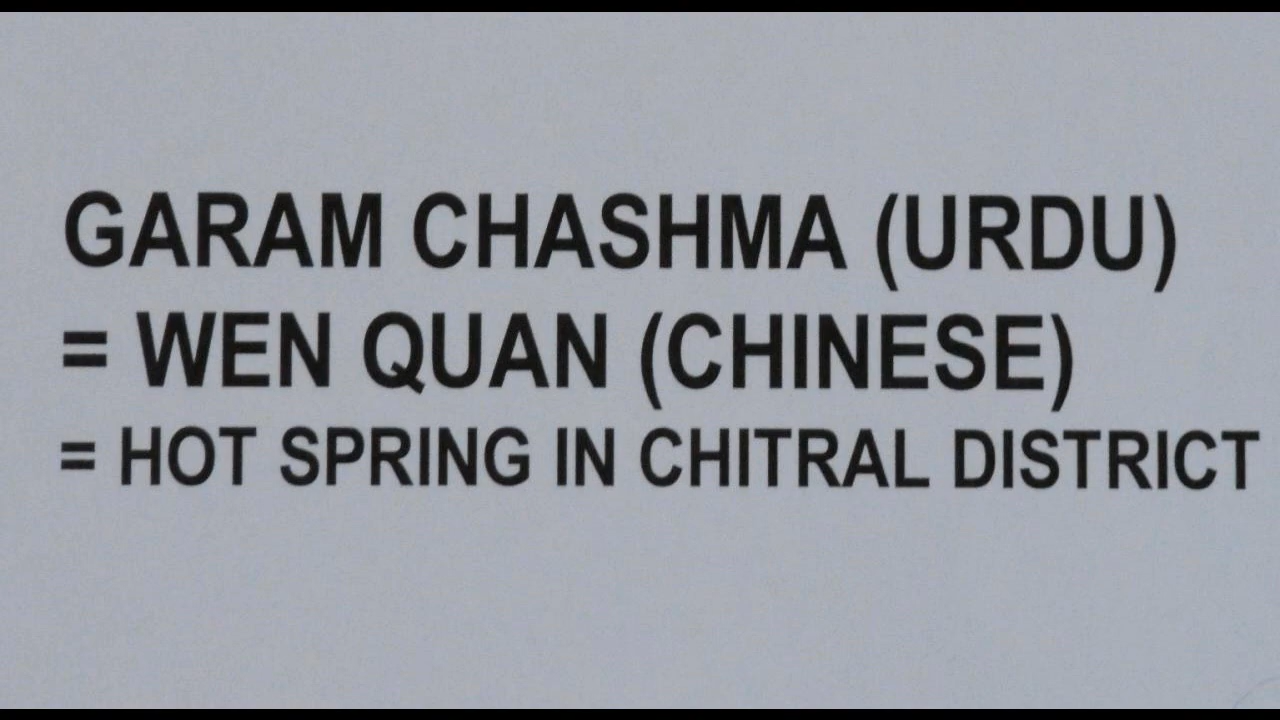 GARAM CHASHMA (URDU)
= WEN QUAN (CHINESE)
= HOT SPRING IN CHITRAL DISTRICT